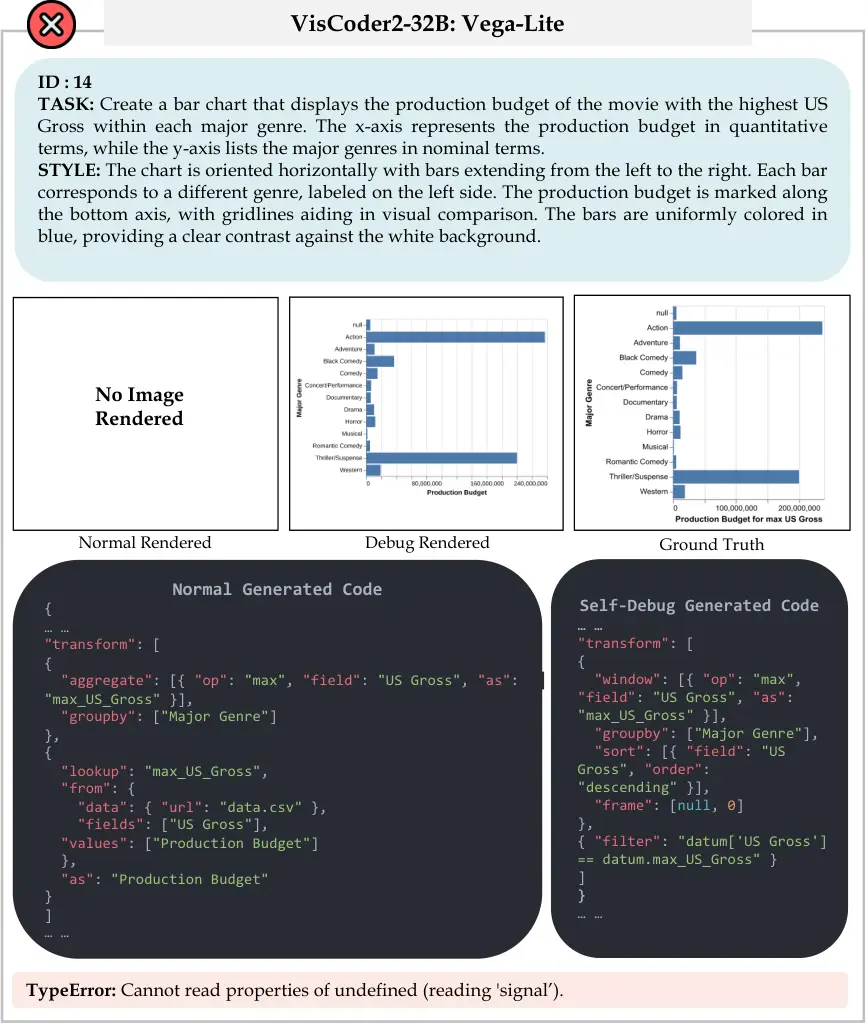 VisCoder2-32B: Vega-Lite
ID : 14
TASK: Create a bar chart that displays the production budget of the movie with the highest US
Gross within each major genre. The x-axis represents the production budget in quantitative
terms, while the y-axis lists the major genres in nominal terms.
STYLE: The chart is oriented horizontally with bars extending from the left to the right. Each bar
corresponds to a different genre, labeled on the left side. The production budget is marked along
the bottom axis, with gridlines aiding in visual comparison. The bars are uniformly colored in
blue, providing a clear contrast against the white background.
No Image
Rendered
Normal Rendered
Major Genre
null
Action
Adventure
Black Comedy
Comedy
Concert/Performance
Documentary
Drama
Horror
Musical
Romantic Comedy
Thriller/Suspense
Western
0 80,000,000 160,000,000 240,000,000
Production Budget
Debug Rendered
Major Genre
null
Action
Adventure
Black Comedy
Comedy
Concert/Performance
Documentary
Drama
Horror
Musical
Romantic Comedy
Thriller/Suspense
Western
0 100,000,000 200,000,000
Production Budget for max US Gross
Ground Truth
Normal Generated Code
{
… …
"transform": [
{
"aggregate": [{ "op": "max", "field": "US Gross", "as":
"max_US_Gross" }],
"groupby": ["Major Genre"]
},
{
"lookup": "max_US_Gross",
"from": {
"data": { "url": "data.csv" },
"fields": ["US Gross"],
"values": ["Production Budget"]
},
"as": "Production Budget"
}
]
… …
Self-Debug Generated Code
… …
"transform": [
{
"window": [{ "op": "max",
"field": "US Gross", "as":
"max_US_Gross" }],
"groupby": ["Major Genre"],
"sort": [{ "field": "US
Gross", "order":
"descending" }],
"frame": [null, 0]
},
{ "filter": "datum['US Gross']
== datum.max_US_Gross" }
]
}
… …
TypeError: Cannot read properties of undefined (reading 'signal’).